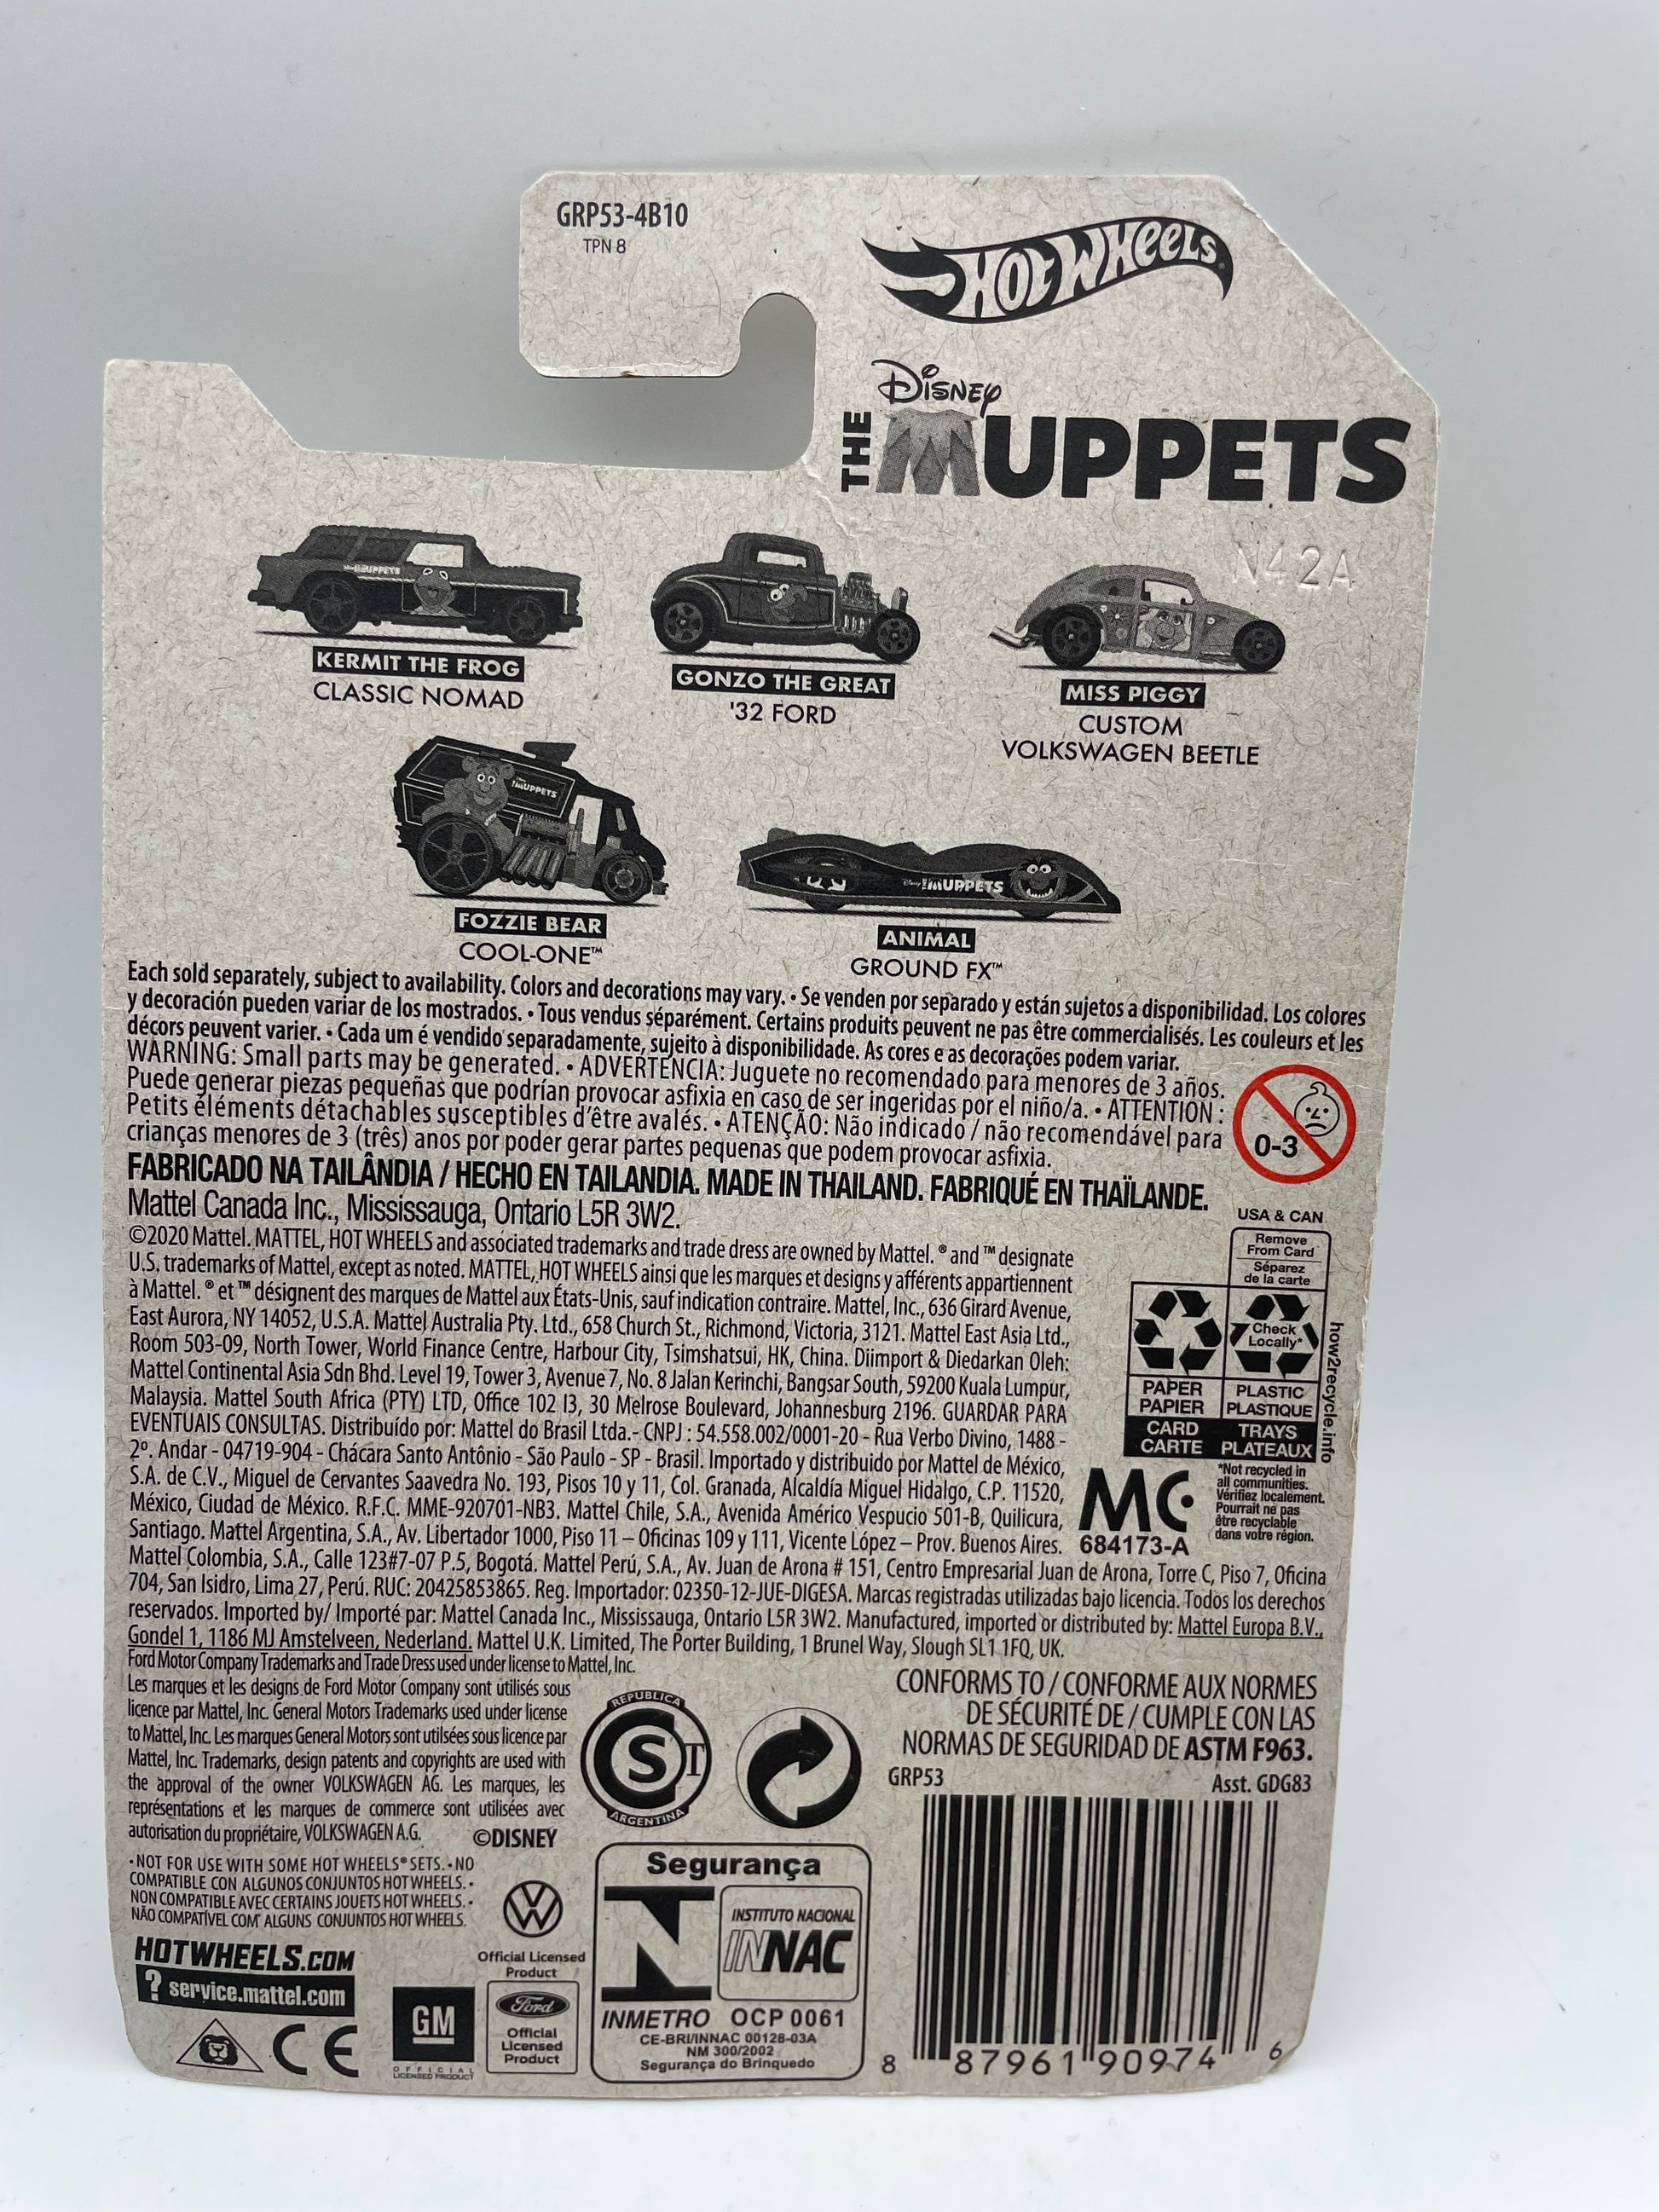 GRP53-4B10
TPN 8
HOT WHEELS
DISNEY
THE MUPPETS
N42A
KERMIT THE FROG
CLASSIC NOMAD
GONZO THE GREAT
'32 FORD
MISS PIGGY
CUSTOM
VOLKSWAGEN BEETLE
FOZZIE BEAR
COOL-ONE™
ANIMAL
GROUND FX™
Each sold separately, subject to availability. Colors and decorations may vary. • Se venden por separado y están sujetos a disponibilidad. Los colores
y decoración pueden variar de los mostrados. • Tous vendus séparément. Certains produits peuvent ne pas être commercialisés. Les couleurs et les
décors peuvent varier. • Cada um é vendido separadamente, sujeito à disponibilidade. As cores e as decorações podem variar.
WARNING: Small parts may be generated. • ADVERTENCIA: Juguete no recomendado para menores de 3 años.
Puede generar piezas pequeñas que podrían provocar asfixia en caso de ser ingeridas por el niño/a. • ATTENTION :
Petits éléments détachables susceptibles d'être avalés. • ATENÇÃO: Não indicado / não recomendável para
crianças menores de 3 (três) anos por poder gerar partes pequenas que podem provocar asfixia.
0-3
FABRICADO NA TAILÂNDIA / HECHO EN TAILANDIA. MADE IN THAILAND. FABRIQUÉ EN THAÏLANDE.
Mattel Canada Inc., Mississauga, Ontario L5R 3W2.
©2020 Mattel. MATTEL, HOT WHEELS and associated trademarks and trade dress are owned by Mattel. ® and ™ designate
U.S. trademarks of Mattel, except as noted. MATTEL, HOT WHEELS ainsi que les marques et designs y afférents appartiennent
à Mattel. ® et ™ désignent des marques de Mattel aux États-Unis, sauf indication contraire. Mattel, Inc., 636 Girard Avenue,
East Aurora, NY 14052, U.S.A. Mattel Australia Pty. Ltd., 658 Church St., Richmond, Victoria, 3121. Mattel East Asia Ltd.,
Room 503-09, North Tower, World Finance Centre, Harbour City, Tsimshatsui, HK, China. Diimport & Diedarkan Oleh:
Mattel Continental Asia Sdn Bhd. Level 19, Tower 3, Avenue 7, No. 8 Jalan Kerinchi, Bangsar South, 59200 Kuala Lumpur,
Malaysia. Mattel South Africa (PTY) LTD, Office 102 I3, 30 Melrose Boulevard, Johannesburg 2196. GUARDAR PARA
EVENTUAIS CONSULTAS. Distribuído por: Mattel do Brasil Ltda.- CNPJ : 54.558.002/0001-20 - Rua Verbo Divino, 1488 -
2º. Andar - 04719-904 - Chácara Santo Antônio - São Paulo - SP - Brasil. Importado y distribuido por Mattel de México,
S.A. de C.V., Miguel de Cervantes Saavedra No. 193, Pisos 10 y 11, Col. Granada, Alcaldía Miguel Hidalgo, C.P. 11520,
México, Ciudad de México. R.F.C. MME-920701-NB3. Mattel Chile, S.A., Avenida Américo Vespucio 501-B, Quilicura,
Santiago. Mattel Argentina, S.A., Av. Libertador 1000, Piso 11 – Oficinas 109 y 111, Vicente López – Prov. Buenos Aires.
Mattel Colombia, S.A., Calle 123#7-07 P.5, Bogotá. Mattel Perú, S.A., Av. Juan de Arona # 151, Centro Empresarial Juan de Arona, Torre C, Piso 7, Oficina
704, San Isidro, Lima 27, Perú. RUC: 20425853865. Reg. Importador: 02350-12-JUE-DIGESA. Marcas registradas utilizadas bajo licencia. Todos los derechos
reservados. Imported by/ Importé par: Mattel Canada Inc., Mississauga, Ontario L5R 3W2. Manufactured, imported or distributed by: Mattel Europa B.V.,
Gondel 1, 1186 MJ Amstelveen, Nederland. Mattel U.K. Limited, The Porter Building, 1 Brunel Way, Slough SL1 1FQ, UK.
USA & CAN
Remove
From Card
Séparez
de la carte
Check
Locally*
PAPER
PAPIER
PLASTIC
PLASTIQUE
CARD
CARTE
TRAYS
PLATEAUX
how2recycle.info
*Not recycled in
all communities.
Vérifiez localement.
Pourrait ne pas
être recyclable
dans votre région.
MC
684173-A
Ford Motor Company Trademarks and Trade Dress used under license to Mattel, Inc.
Les marques et les designs de Ford Motor Company sont utilisés sous
licence par Mattel, Inc. General Motors Trademarks used under license
to Mattel, Inc. Les marques General Motors sont utilsées sous licence par
Mattel, Inc. Trademarks, design patents and copyrights are used with
the approval of the owner VOLKSWAGEN AG. Les marques, les
représentations et les marques de commerce sont utilisées avec
autorisation du propriétaire, VOLKSWAGEN A.G.
©DISNEY
REPUBLICA
S T
ARGENTINA
CONFORMS TO / CONFORME AUX NORMES
DE SÉCURITÉ DE / CUMPLE CON LAS
NORMAS DE SEGURIDAD DE ASTM F963.
GRP53
Asst. GDG83
• NOT FOR USE WITH SOME HOT WHEELS® SETS. • NO
COMPATIBLE CON ALGUNOS CONJUNTOS HOT WHEELS. •
NON COMPATIBLE AVEC CERTAINS JOUETS HOT WHEELS. •
NÃO COMPATÍVEL COM ALGUNS CONJUNTOS HOT WHEELS.
HOTWHEELS.COM
? service.mattel.com
CE
VW
Official Licensed
Product
GM
OFFICIAL
LICENSED PRODUCT
Ford
Official
Licensed
Product
Segurança
INSTITUTO NACIONAL
INNAC
INMETRO OCP 0061
CE-BRI/INNAC 00128-03A
NM 300/2002
Segurança do Brinquedo
8 87961 90974 6